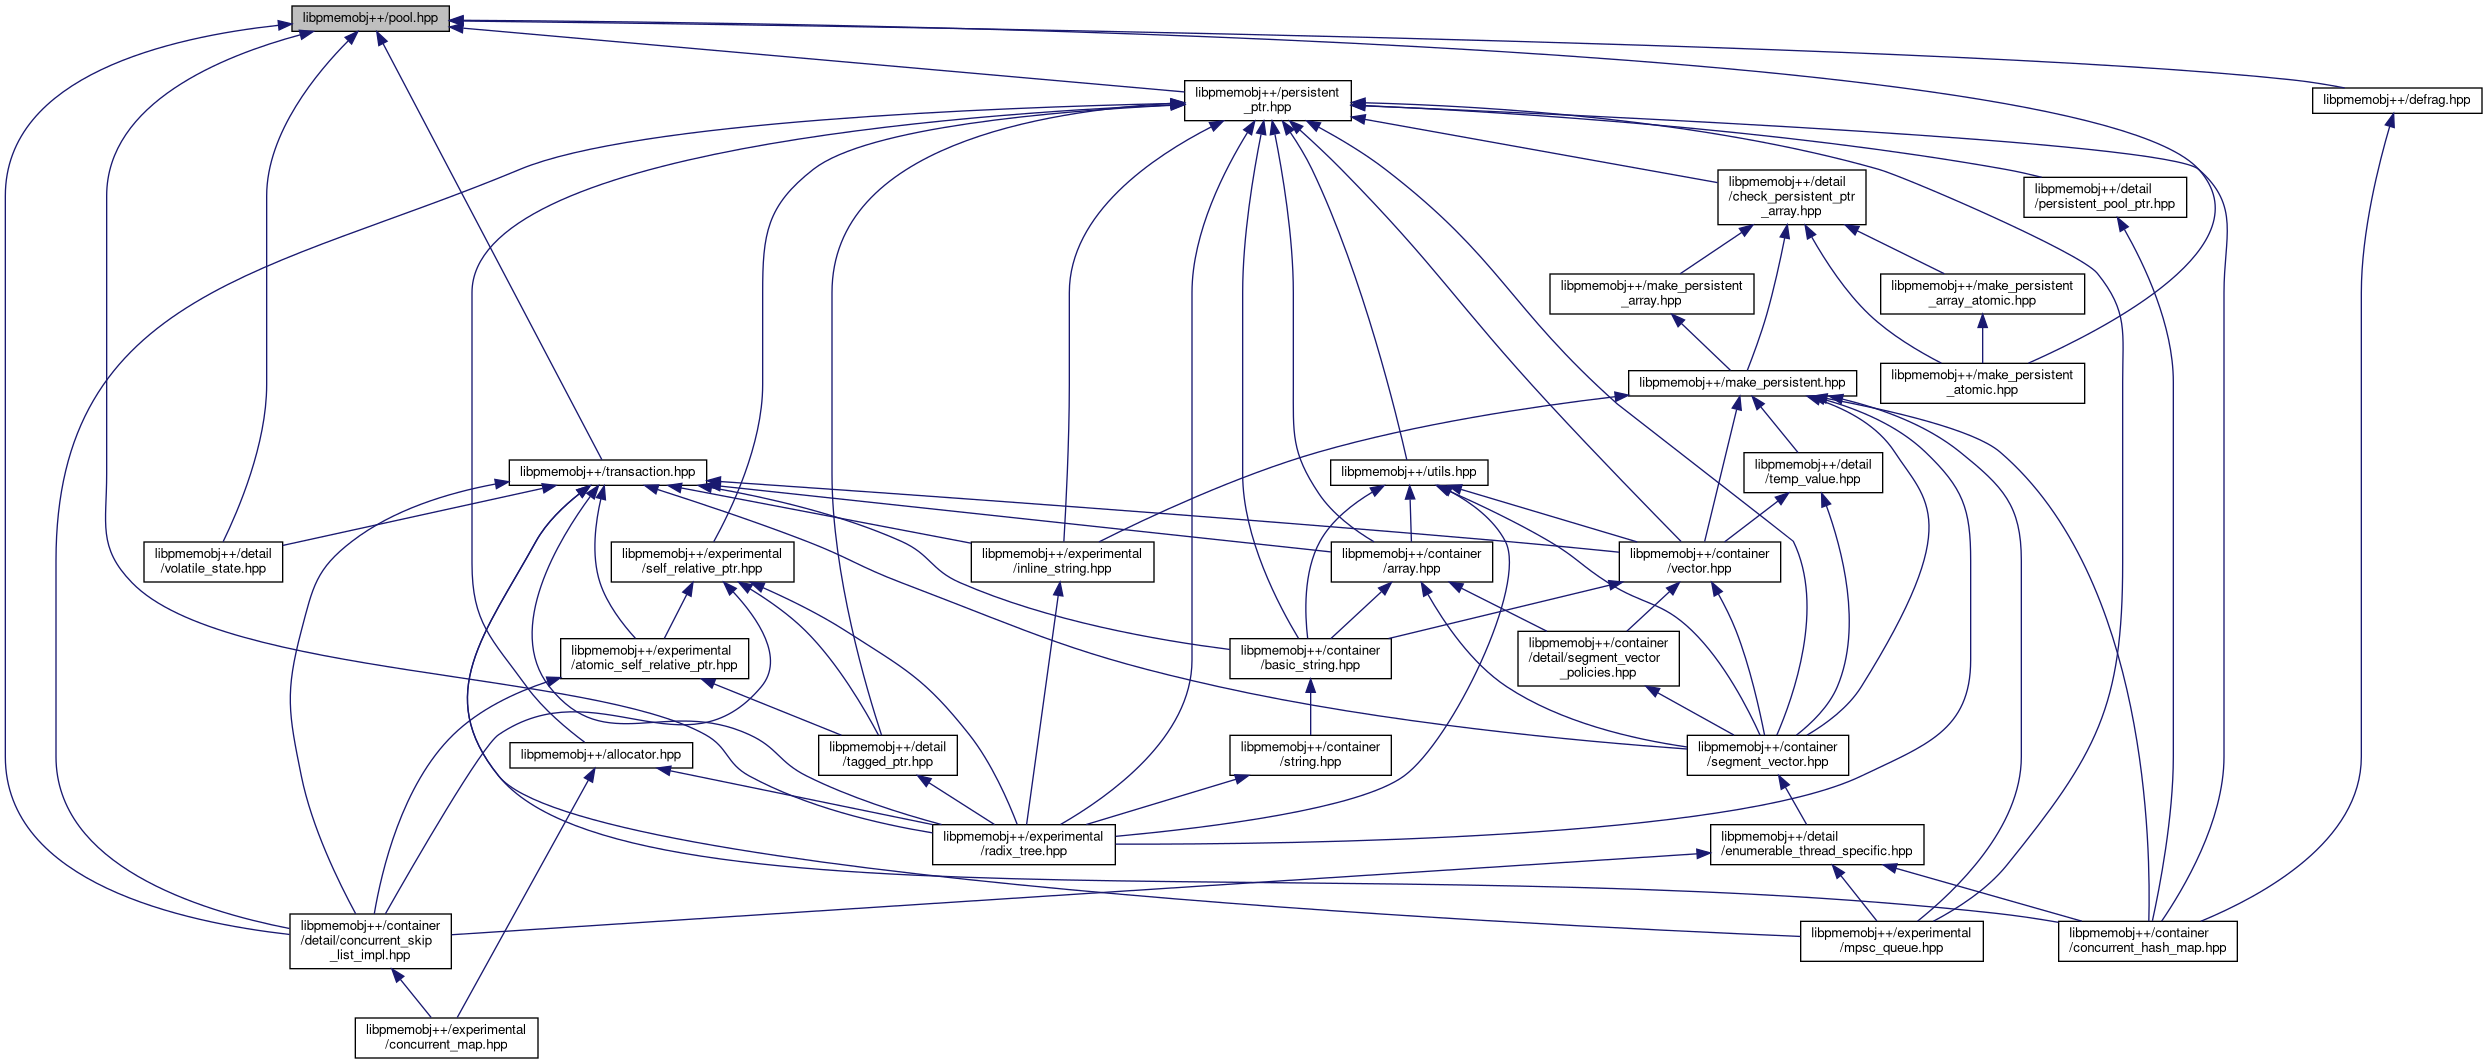 libpmemobj++/pool.hpp
libpmemobj++/persistent
_ptr.hpp
libpmemobj++/defrag.hpp
libpmemobj++/detail
/check_persistent_ptr
_array.hpp
libpmemobj++/detail
/persistent_pool_ptr.hpp
libpmemobj++/make_persistent
_array.hpp
libpmemobj++/make_persistent
_array_atomic.hpp
libpmemobj++/make_persistent.hpp
libpmemobj++/make_persistent
_atomic.hpp
libpmemobj++/transaction.hpp
libpmemobj++/utils.hpp
libpmemobj++/detail
/temp_value.hpp
libpmemobj++/detail
/volatile_state.hpp
libpmemobj++/experimental
/self_relative_ptr.hpp
libpmemobj++/experimental
/inline_string.hpp
libpmemobj++/container
/array.hpp
libpmemobj++/container
/vector.hpp
libpmemobj++/experimental
/atomic_self_relative_ptr.hpp
libpmemobj++/container
/basic_string.hpp
libpmemobj++/container
/detail/segment_vector
_policies.hpp
libpmemobj++/allocator.hpp
libpmemobj++/detail
/tagged_ptr.hpp
libpmemobj++/container
/string.hpp
libpmemobj++/container
/segment_vector.hpp
libpmemobj++/experimental
/radix_tree.hpp
libpmemobj++/detail
/enumerable_thread_specific.hpp
libpmemobj++/container
/detail/concurrent_skip
_list_impl.hpp
libpmemobj++/experimental
/mpsc_queue.hpp
libpmemobj++/container
/concurrent_hash_map.hpp
libpmemobj++/experimental
/concurrent_map.hpp